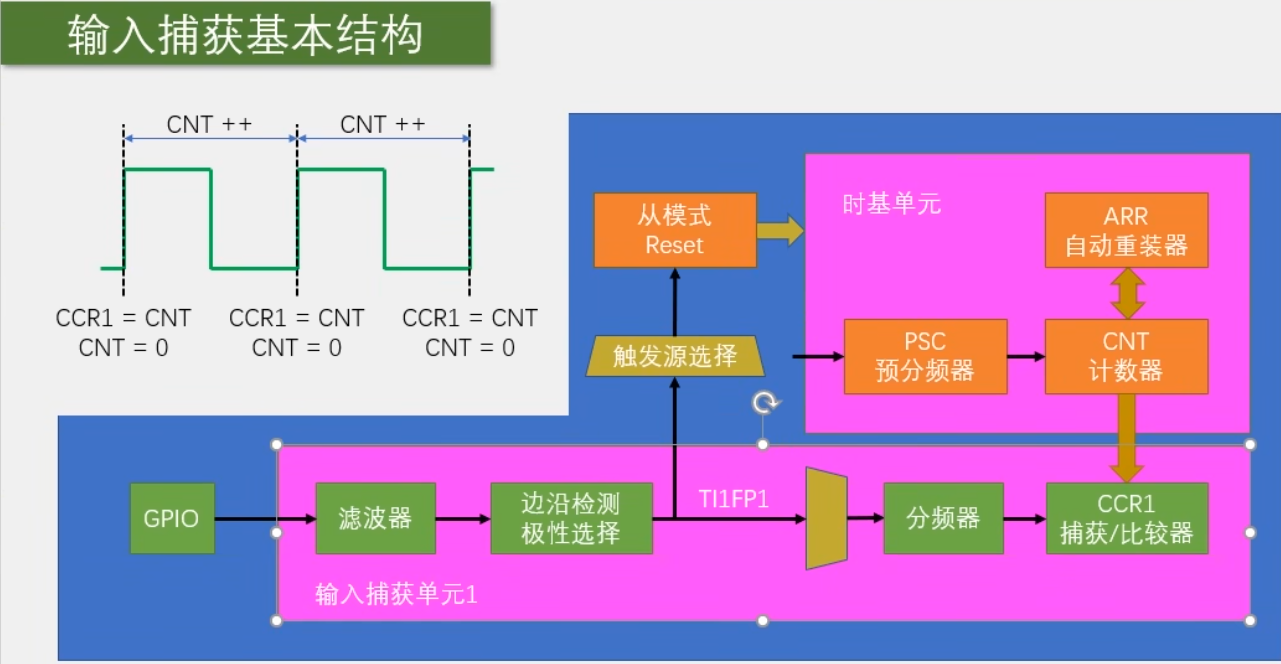 输入捕获基本结构
CNT ++
CNT ++
CCR1 = CNT
CNT = 0
CCR1 = CNT
CNT = 0
CCR1 = CNT
CNT = 0
从模式
Reset
时基单元
ARR
自动重装器
触发源选择
PSC
预分频器
CNT
计数器
GPIO
滤波器
边沿检测
极性选择
TI1FP1
分频器
CCR1
捕获/比较器
输入捕获单元1